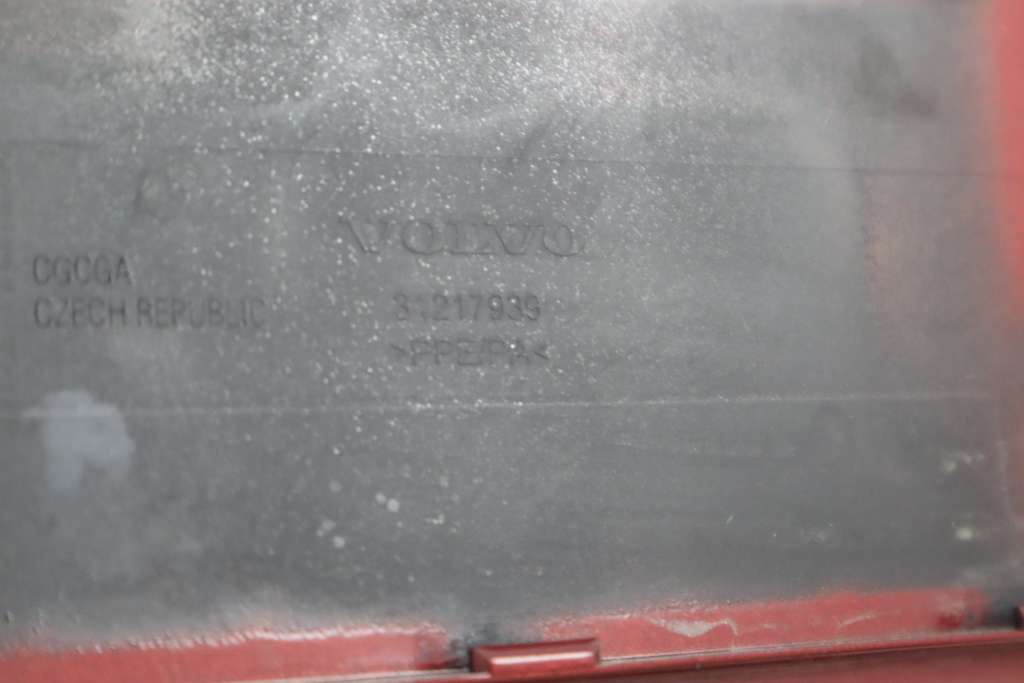 VOLVO
CGCGA
CZECH REPUBLIC
31217939
>PPE/PA<